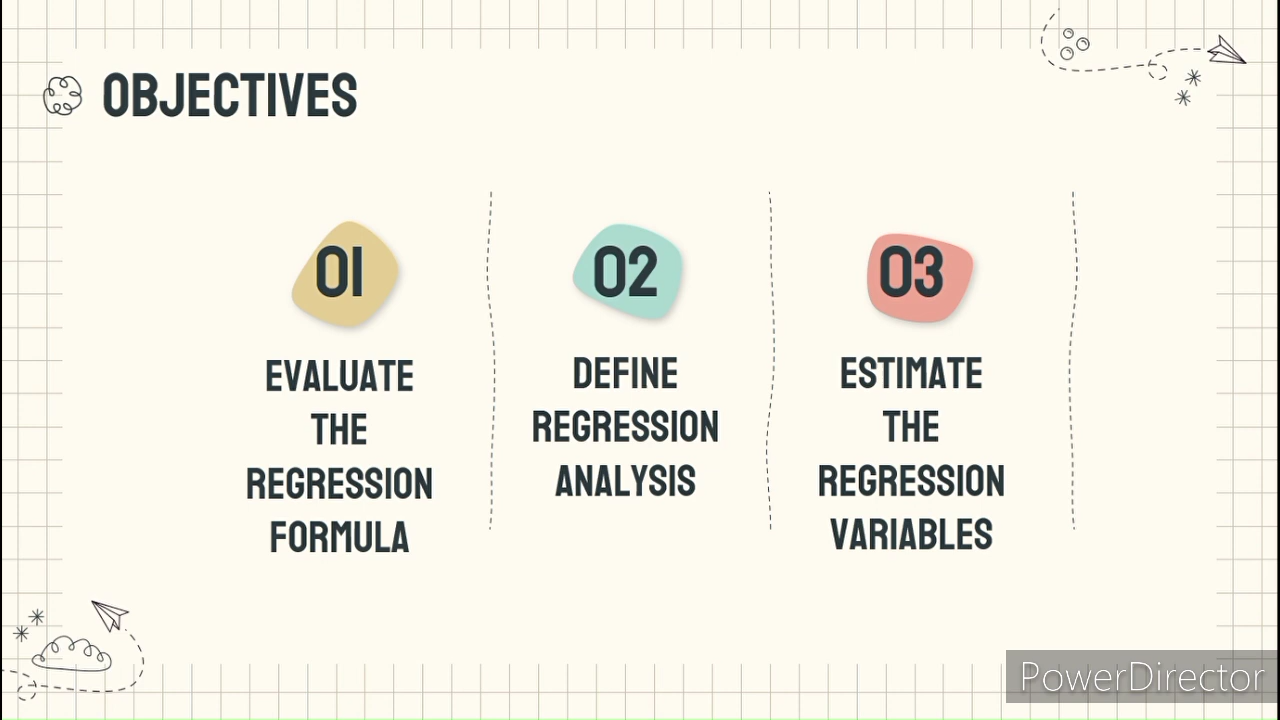 OBJECTIVES
01
EVALUATE
THE
REGRESSION
FORMULA
02
DEFINE
REGRESSION
ANALYSIS
03
ESTIMATE
THE
REGRESSION
VARIABLES
PowerDirector